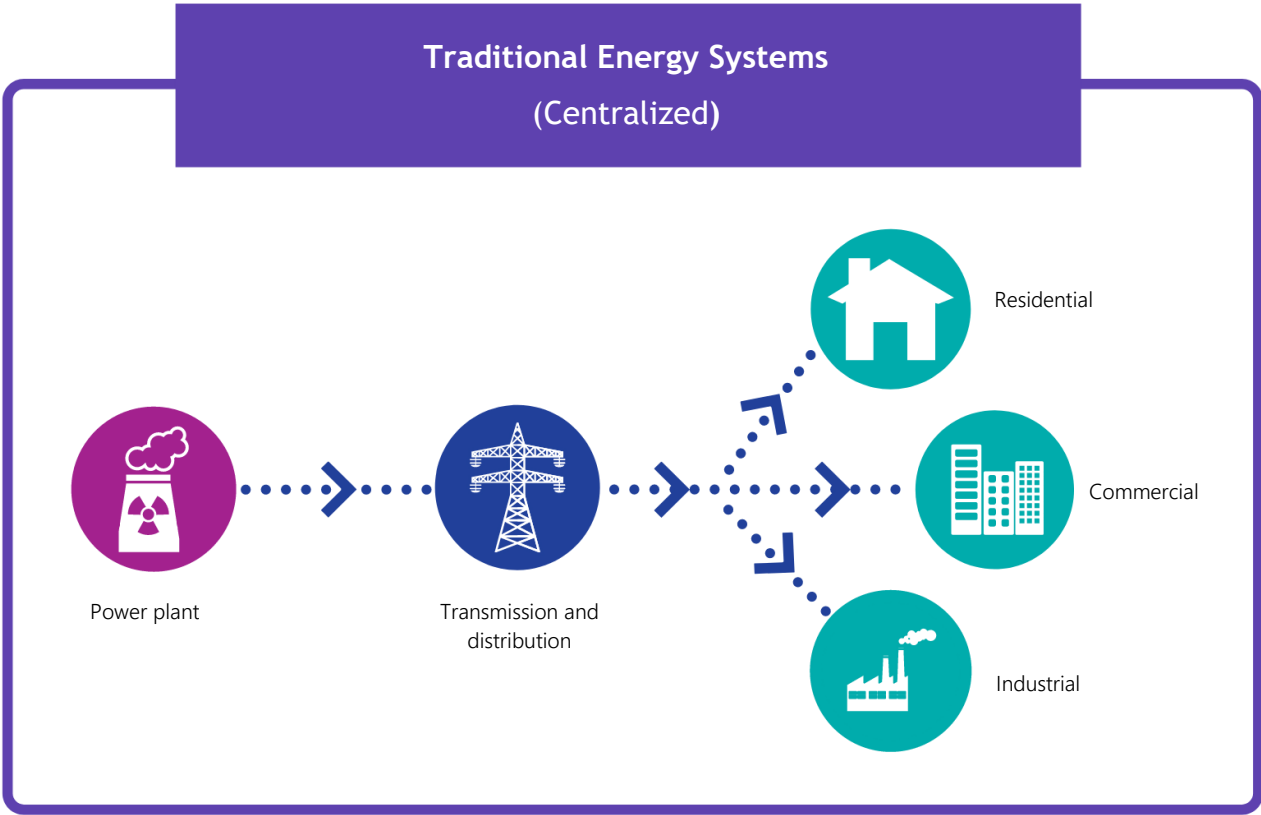 Traditional Energy Systems
(Centralized)
Residential
Commercial
Power plant
Transmission and
distribution
Industrial